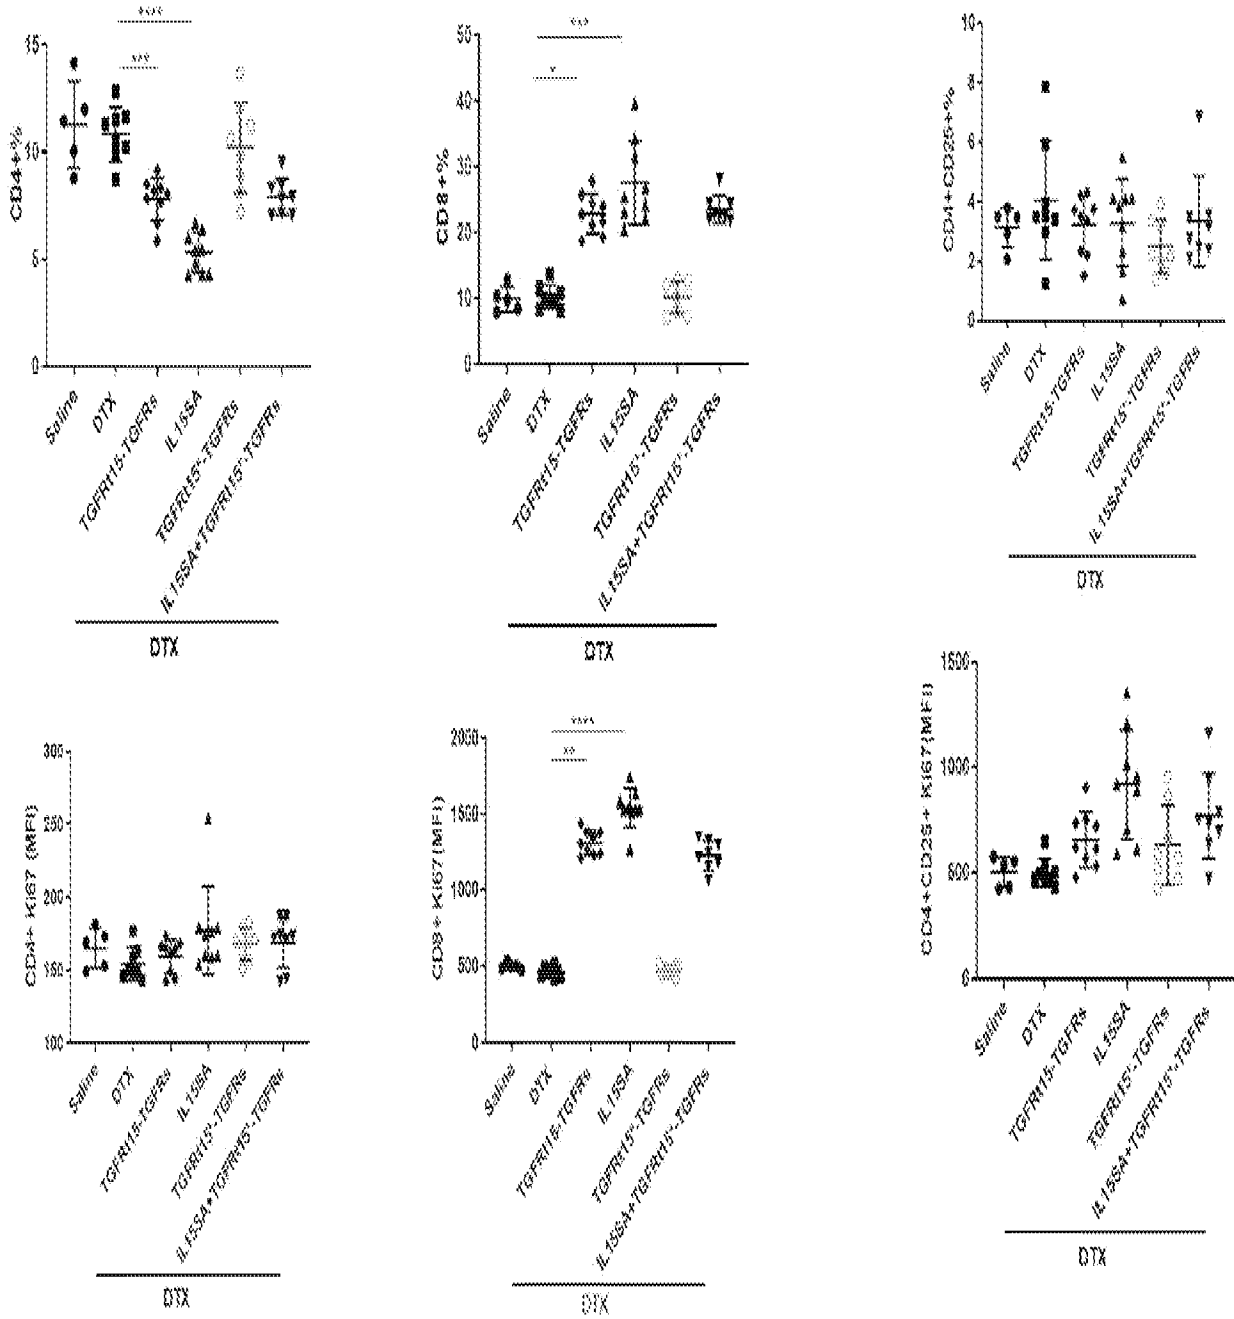 ****
***
15
10
5
0
CD4+%
Saline
DTX
TGFRt15-TGFRs
IL15SA
TGFRt15*-TGFRs
IL15SA+TGFRt15*-TGFRs
DTX
***
*
50
40
30
20
10
0
CD8+%
Saline
DTX
TGFRt15-TGFRs
IL15SA
TGFRt15*-TGFRs
IL15SA+TGFRt15*-TGFRs
DTX
10
8
6
4
2
0
CD4+CD25+%
Saline
DTX
TGFRt15-TGFRs
IL15SA
TGFRt15*-TGFRs
IL15SA+TGFRt15*-TGFRs
DTX
300
250
200
150
100
CD4+ Ki67 (MFI)
Saline
DTX
TGFRt15-TGFRs
IL15SA
TGFRt15*-TGFRs
IL15SA+TGFRt15*-TGFRs
DTX
****
**
2000
1500
1000
500
0
CD8+ Ki67(MFI)
Saline
DTX
TGFRt15-TGFRs
IL15SA
TGFRt15*-TGFRs
IL15SA+TGFRt15*-TGFRs
DTX
1500
1000
500
0
CD4+CD25+ Ki67(MFI)
Saline
DTX
TGFRt15-TGFRs
IL15SA
TGFRt15*-TGFRs
IL15SA+TGFRt15*-TGFRs
DTX